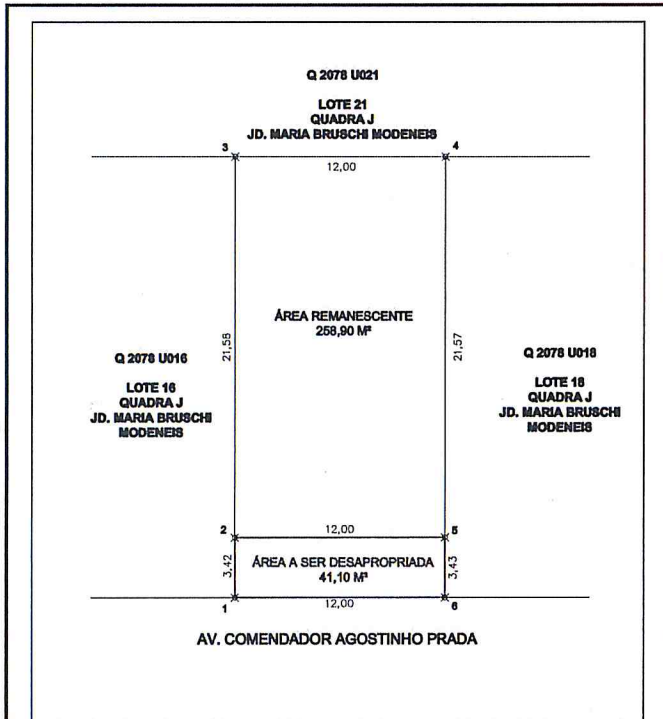 Q 2078 U021
LOTE 21
QUADRA J
JD. MARIA BRUSCHI MODENEIS
3
4
12,00
ÁREA REMANESCENTE
258,90 M²
21,58
21,57
Q 2078 U016
LOTE 16
QUADRA J
JD. MARIA BRUSCHI
MODENEIS
Q 2078 U018
LOTE 18
QUADRA J
JD. MARIA BRUSCHI
MODENEIS
2
12,00
5
3,42
ÁREA A SER DESAPROPRIADA
41,10 M²
3,43
1
12,00
6
AV. COMENDADOR AGOSTINHO PRADA